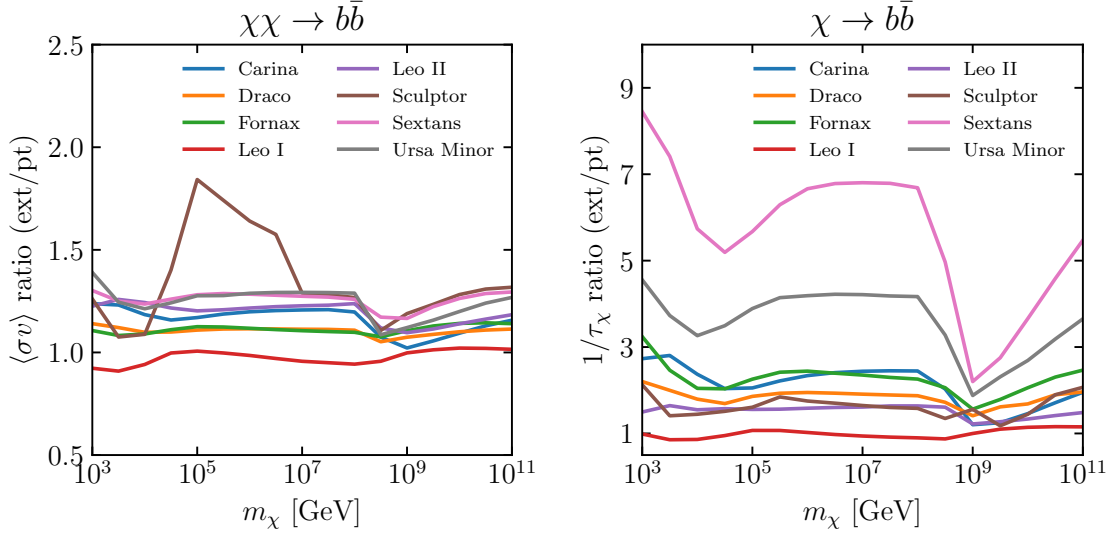 χχ → bb̄
⟨σv⟩ ratio (ext/pt)
2.5
2.0
1.5
1.0
0.5
Carina
Draco
Fornax
Leo I
Leo II
Sculptor
Sextans
Ursa Minor
10³ 10⁵ 10⁷ 10⁹ 10¹¹
mχ [GeV]
χ → bb̄
1/τχ ratio (ext/pt)
9
7
5
3
1
Carina
Draco
Fornax
Leo I
Leo II
Sculptor
Sextans
Ursa Minor
10³ 10⁵ 10⁷ 10⁹ 10¹¹
mχ [GeV]